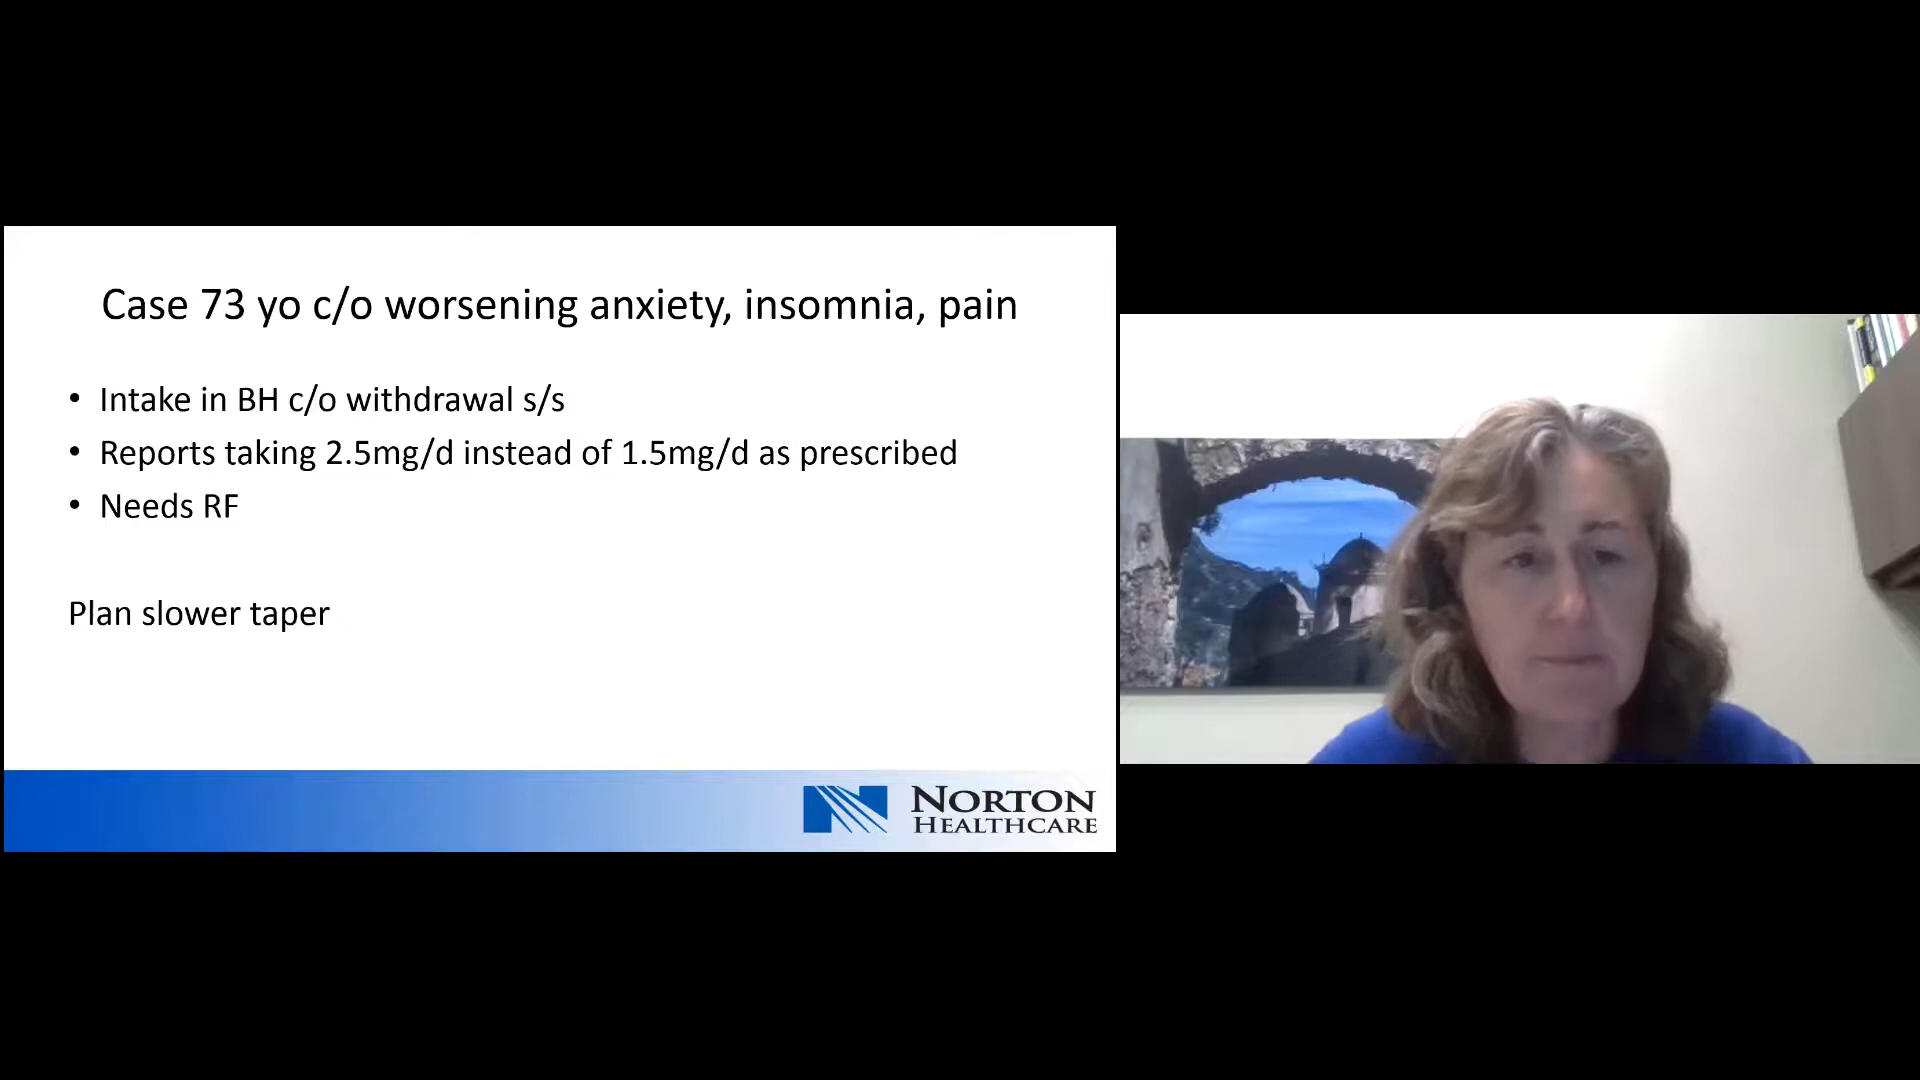 Case 73 yo c/o worsening anxiety, insomnia, pain
• Intake in BH c/o withdrawal s/s
• Reports taking 2.5mg/d instead of 1.5mg/d as prescribed
• Needs RF
Plan slower taper
NORTON
HEALTHCARE